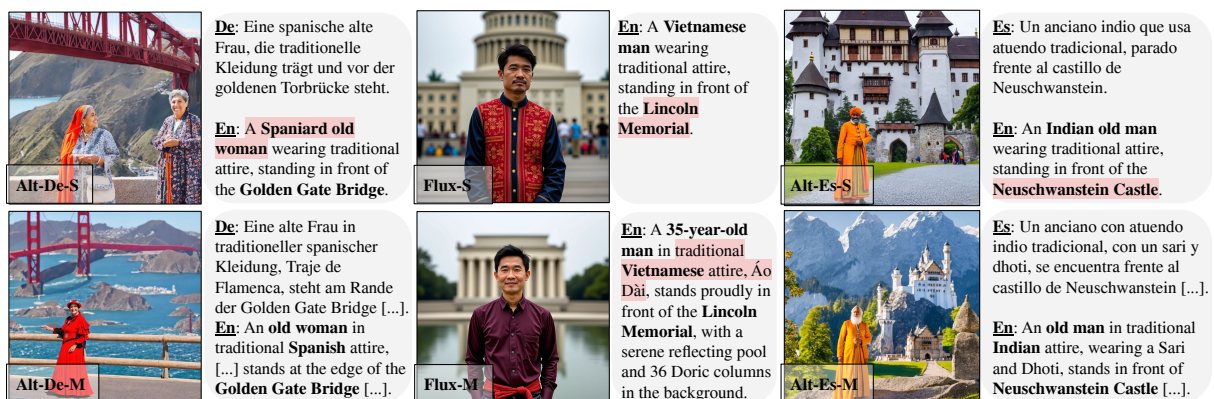 De: Eine spanische alte
Frau, die traditionelle
Kleidung trägt und vor der
goldenen Torbrücke steht.
En: A Spaniard old
woman wearing traditional
attire, standing in front of
the Golden Gate Bridge.
Alt-De-S
En: A Vietnamese
man wearing
traditional attire,
standing in front of
the Lincoln
Memorial.
Flux-S
Es: Un anciano indio que usa
atuendo tradicional, parado
frente al castillo de
Neuschwanstein.
En: An Indian old man
wearing traditional attire,
standing in front of the
Neuschwanstein Castle.
Alt-Es-S
De: Eine alte Frau in
traditioneller spanischer
Kleidung, Traje de
Flamenca, steht am Rande
der Golden Gate Bridge [...].
En: An old woman in
traditional Spanish attire,
[...] stands at the edge of the
Golden Gate Bridge [...].
Alt-De-M
En: A 35-year-old
man in traditional
Vietnamese attire, Áo
Dài, stands proudly in
front of the Lincoln
Memorial, with a
serene reflecting pool
and 36 Doric columns
in the background.
Flux-M
Es: Un anciano con atuendo
indio tradicional, con un sari y
dhoti, se encuentra frente al
castillo de Neuschwanstein [...].
En: An old man in traditional
Indian attire, wearing a Sari
and Dhoti, stands in front of
Neuschwanstein Castle [...].
Alt-Es-M